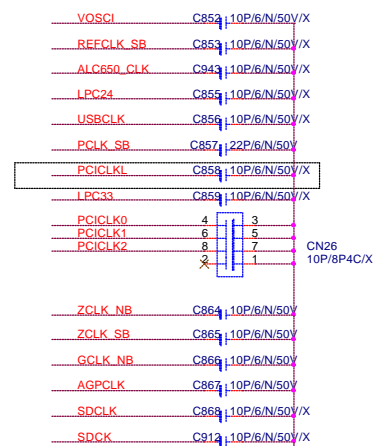 VOSCI C852 10P/6/N/50V/X
REFCLK_SB C853 10P/6/N/50V/X
ALC650_CLK C943 10P/6/N/50V/X
LPC24 C855 10P/6/N/50V/X
USBCLK C856 10P/6/N/50V/X
PCLK_SB C857 22P/6/N/50V
PCICLKL C858 10P/6/N/50V/X
LPC33 C859 10P/6/N/50V/X
PCICLK0 4 3
PCICLK1 6 5
PCICLK2 8 7 CN26
2 1 10P/8P4C/X
ZCLK_NB C864 10P/6/N/50V
ZCLK_SB C865 10P/6/N/50V
GCLK_NB C866 10P/6/N/50V
AGPCLK C867 10P/6/N/50V
SDCLK C868 10P/6/N/50V/X
SDCK C912 10P/6/N/50V/X